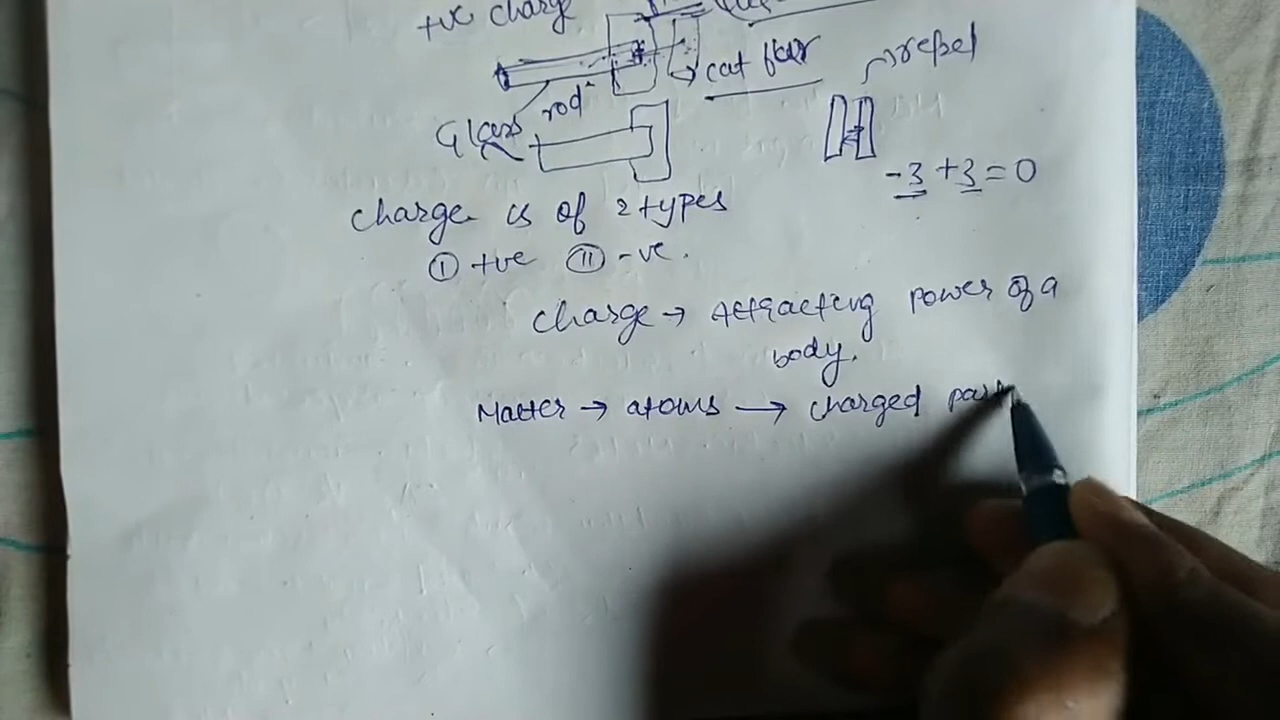 +ve charge
cat fur
repel
rod
Glass
-3 +3 = 0
charge is of 2 types
I +ve II -ve.
charge → Attracting power of a
body.
Matter → atoms → charged part